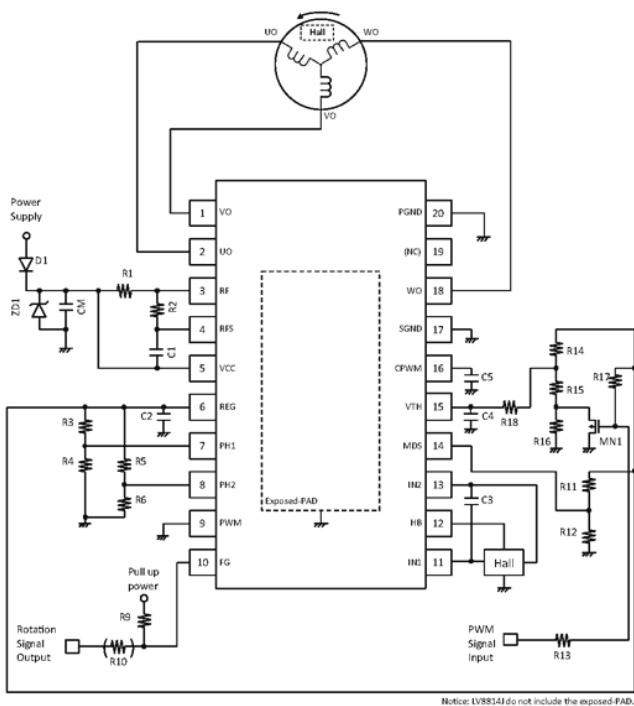 UO
Hall
WO
VO
Power
Supply
D1
ZD1
CM
R1
R2
C1
1
VO
2
UO
3
RF
4
RFS
5
VCC
6
REG
7
PH1
8
PH2
9
PWM
10
FG
PGND
20
(NC)
19
WO
18
SGND
17
CPWM
16
VTH
15
MDS
14
IN2
13
HB
12
IN1
11
Exposed-PAD
C2
R3
R4
R5
R6
Pull up
power
R9
Rotation
Signal
Output
(R10)
C5
C4
R18
R14
R15
R16
R17
MN1
R11
R12
C3
Hall
PWM
Signal
Input
R13
Notice: LV8814J do not include the exposed-PAD.